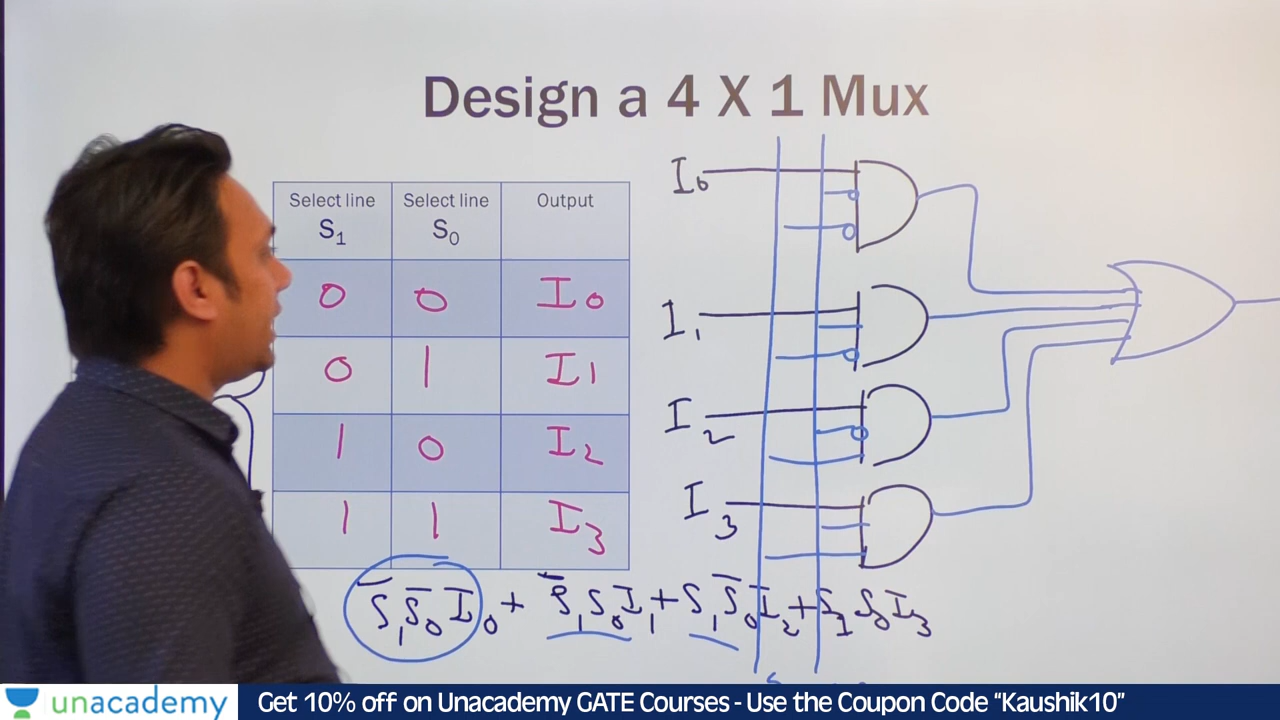 Design a 4 X 1 Mux
Select line S₁ Select line S₀ Output
0 0 I₀
0 1 I₁
1 0 I₂
1 1 I₃
I₀
I₁
I₂
I₃
S̅₁S̅₀I₀ + S̅₁S₀I₁ + S₁S̅₀I₂ + S₁S₀I₃
unacademy Get 10% off on Unacademy GATE Courses - Use the Coupon Code “Kaushik10”